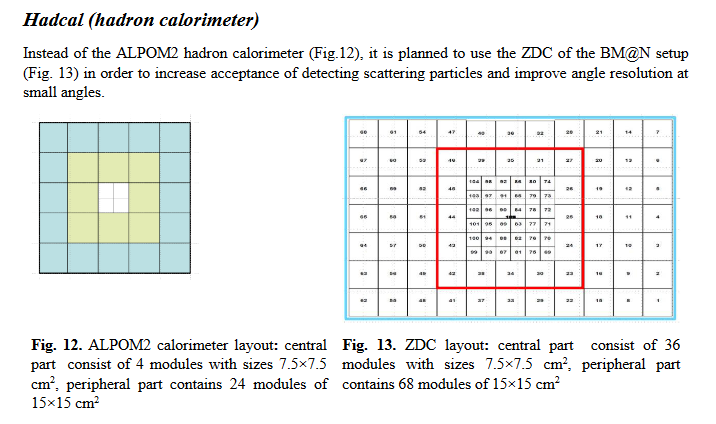 Hadcal (hadron calorimeter)
Instead of the ALPOM2 hadron calorimeter (Fig.12), it is planned to use the ZDC of the BM@N setup
(Fig. 13) in order to increase acceptance of detecting scattering particles and improve angle resolution at
small angles.
68 61 54 47 40 36 32 28 21 14 7
67 60 53 46 39 35 31 27 20 13 6
104 98 92 86 80 74
66 59 52 45 26 19 12 5
103 97 91 85 79 73
102 96 90 84 78 72
65 58 51 44 25 18 11 4
101 95 89 83 77 71
100 94 88 82 76 70
64 57 50 43 24 17 10 3
99 93 87 81 75 69
63 56 49 42 38 34 30 23 16 9 2
62 55 48 41 37 33 29 22 15 8 1
Fig. 12. ALPOM2 calorimeter layout: central
part consist of 4 modules with sizes 7.5×7.5
cm², peripheral part contains 24 modules of
15×15 cm²
Fig. 13. ZDC layout: central part consist of 36
modules with sizes 7.5×7.5 cm², peripheral part
contains 68 modules of 15×15 cm²